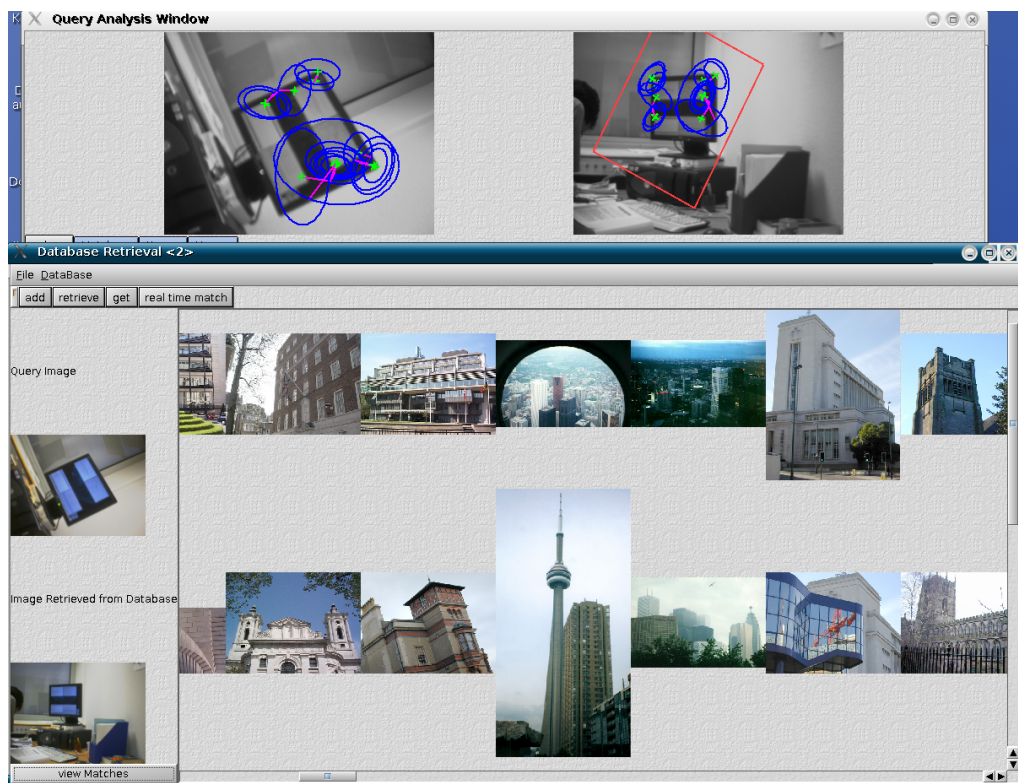 Query Analysis Window
Database Retrieval <2>
File DataBase
add retrieve get real time match
Query Image
Image Retrieved from Database
view Matches